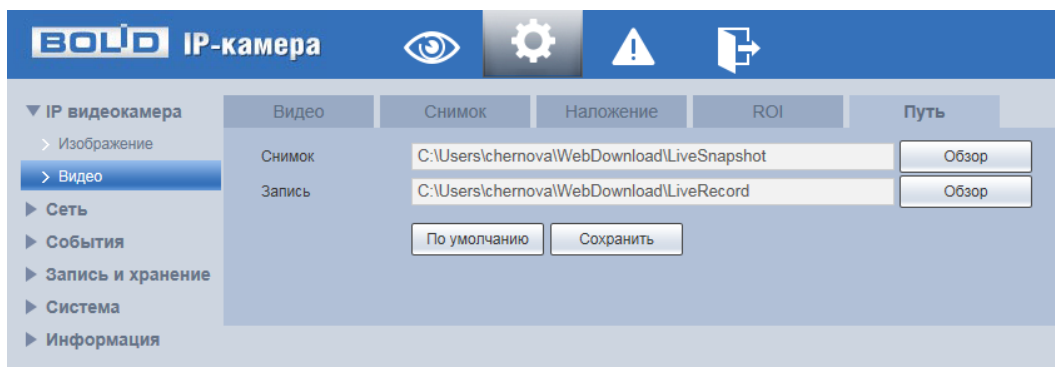 BOLID IP-камера
IP видеокамера
Изображение
Видео
Сеть
События
Запись и хранение
Система
Информация
Видео Снимок Наложение ROI Путь
Снимок C:\Users\chernova\WebDownload\LiveSnapshot Обзор
Запись C:\Users\chernova\WebDownload\LiveRecord Обзор
По умолчанию Сохранить